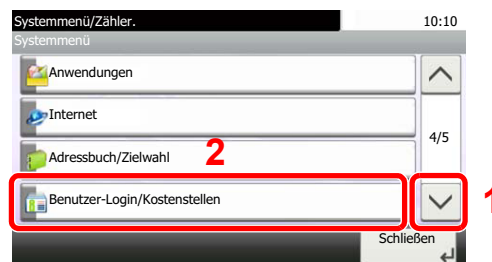 Systemmenü/Zähler. 10:10
Systemmenü
Anwendungen
Internet
4/5
Adressbuch/Zielwahl 2
Benutzer-Login/Kostenstellen 1
Schließen